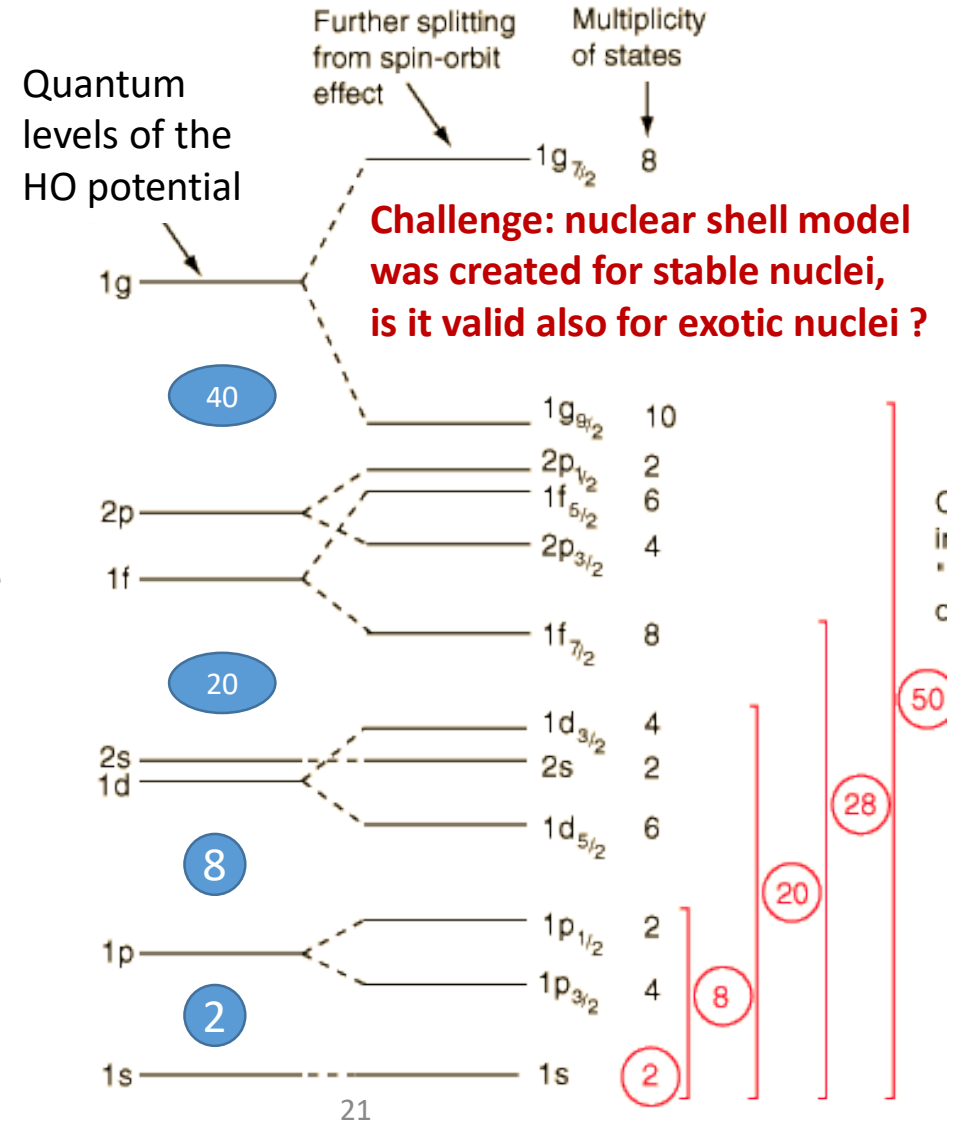 Further splitting
from spin-orbit
effect
Multiplicity
of states
Quantum
levels of the
HO potential
1g7/2 8
Challenge: nuclear shell model
was created for stable nuclei,
is it valid also for exotic nuclei ?
1g
40
1g9/2 10
2p1/2 2
1f5/2 6
2p
2p3/2 4
1f
1f7/2 8
20
50
1d3/2 4
2s
2s 2
1d
28
1d5/2 6
8
20
1p1/2 2
1p
1p3/2 4
8
2
1s
1s
2
21